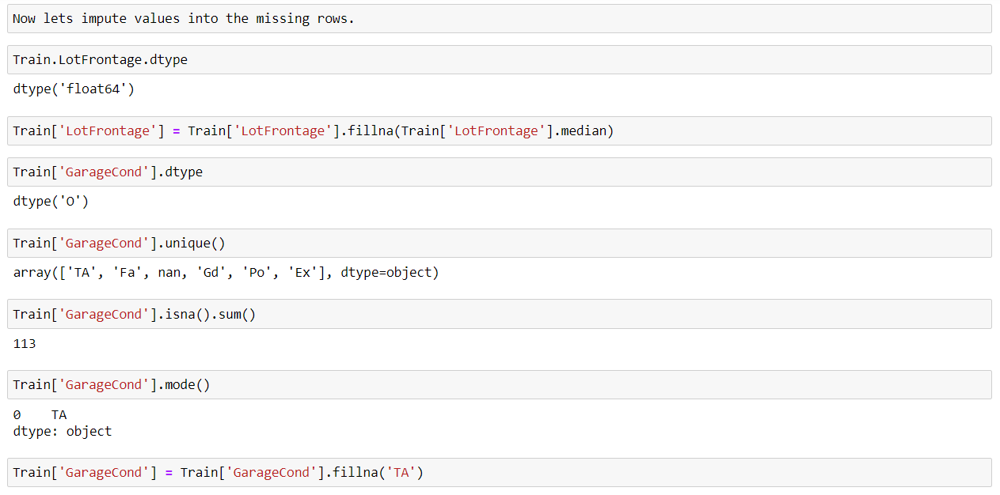 Now lets impute values into the missing rows.
Train.LotFrontage.dtype
dtype('float64')
Train['LotFrontage'] = Train['LotFrontage'].fillna(Train['LotFrontage'].median)
Train['GarageCond'].dtype
dtype('O')
Train['GarageCond'].unique()
array(['TA', 'Fa', nan, 'Gd', 'Po', 'Ex'], dtype=object)
Train['GarageCond'].isna().sum()
113
Train['GarageCond'].mode()
0    TA
dtype: object
Train['GarageCond'] = Train['GarageCond'].fillna('TA')